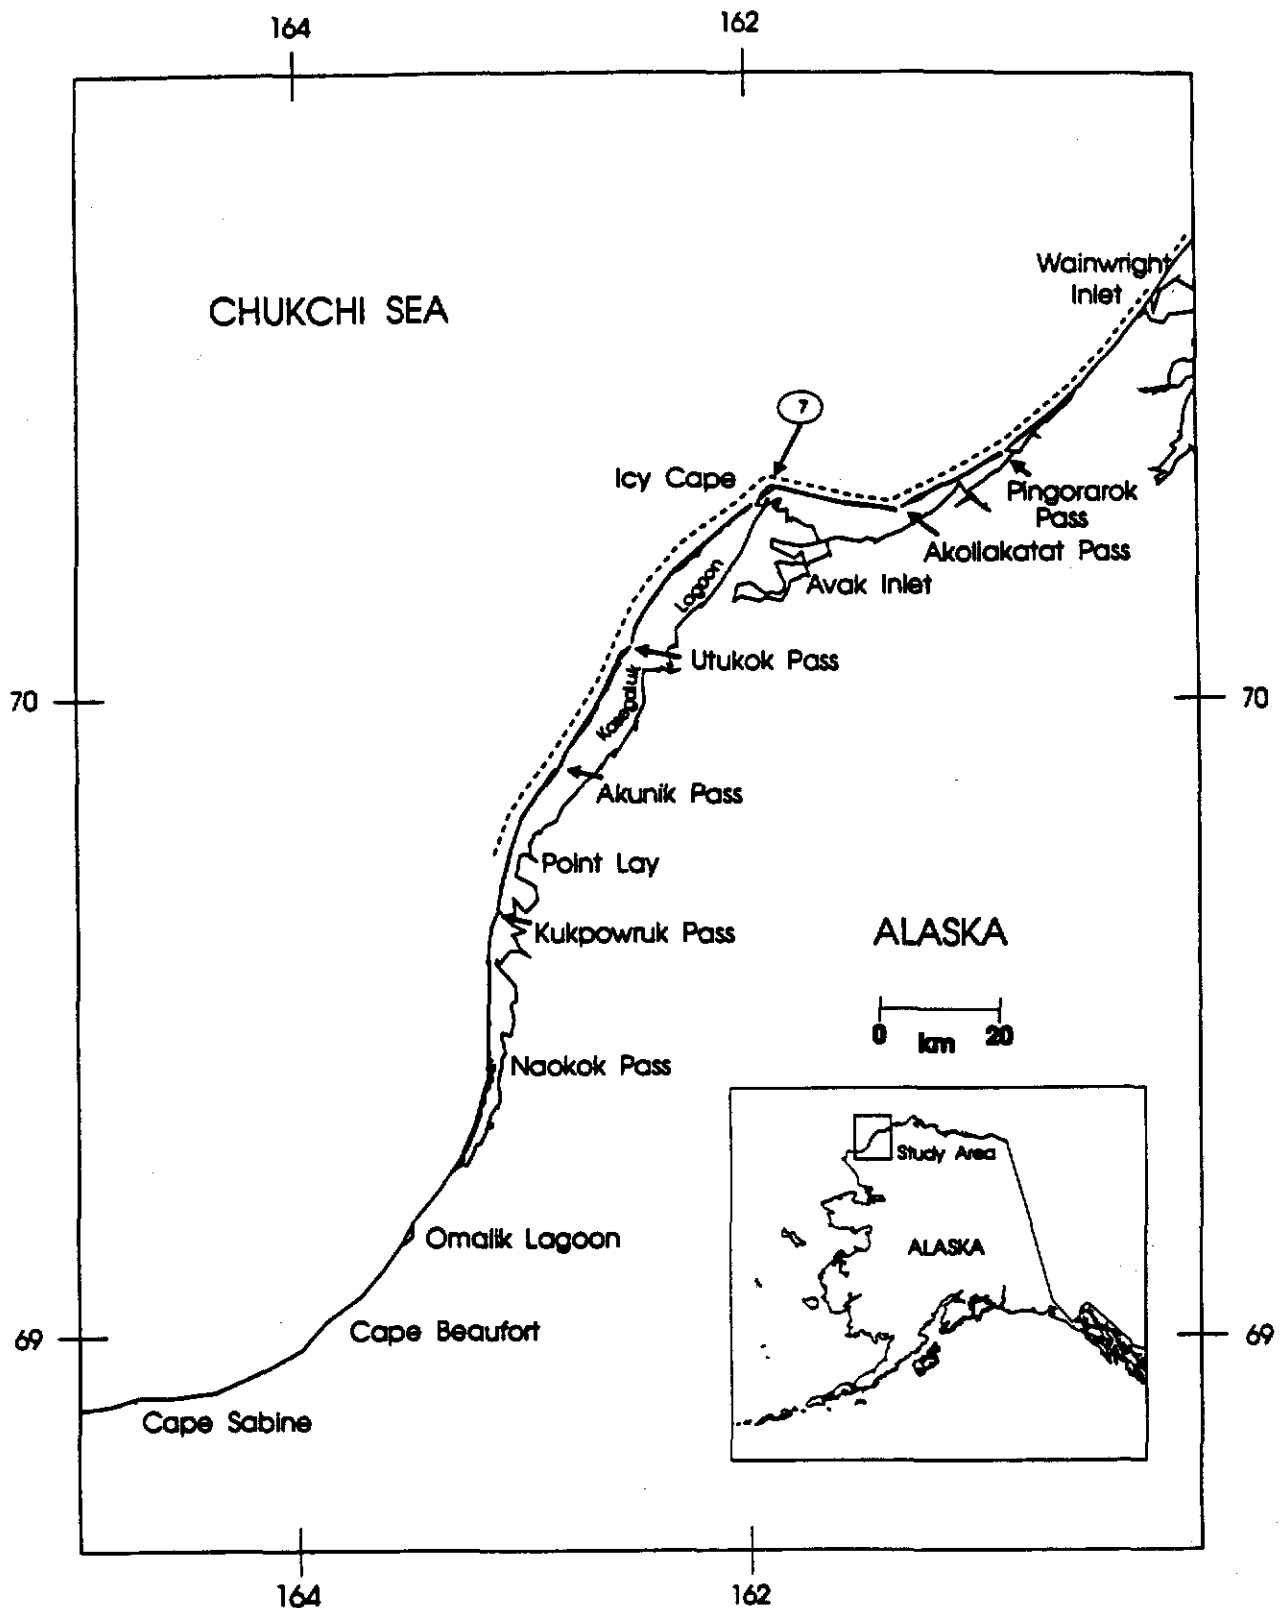 164
162
Wainwright
Inlet
CHUKCHI SEA
7
Icy Cape
Pingorarok
Pass
Akoliakatat Pass
Lagoon
Avak Inlet
Utukok Pass
Kasegaluk
70
70
Akunik Pass
Point Lay
Kukpowruk Pass
ALASKA
0 km 20
Naokok Pass
Study Area
Omalik Lagoon
ALASKA
Cape Beaufort
69
69
Cape Sabine
164
162